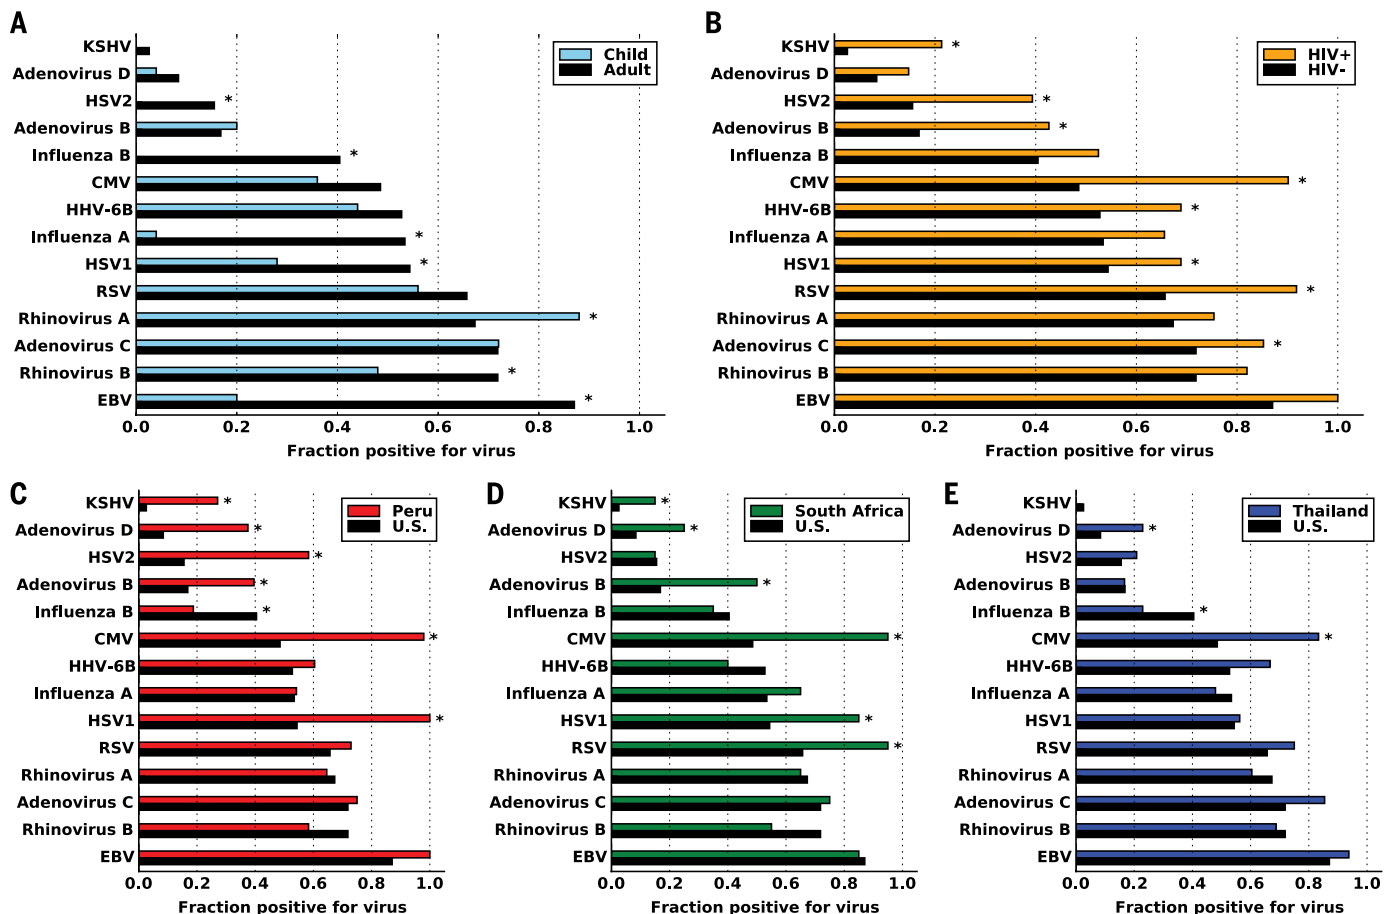 A
Child
Adult
KSHV
Adenovirus D
HSV2 *
Adenovirus B
Influenza B *
CMV
HHV-6B
Influenza A *
HSV1 *
RSV
Rhinovirus A *
Adenovirus C
Rhinovirus B *
EBV *
0.0 0.2 0.4 0.6 0.8 1.0
Fraction positive for virus
B
HIV+
HIV-
KSHV *
Adenovirus D
HSV2 *
Adenovirus B *
Influenza B
CMV *
HHV-6B *
Influenza A
HSV1 *
RSV *
Rhinovirus A
Adenovirus C *
Rhinovirus B
EBV
0.0 0.2 0.4 0.6 0.8 1.0
Fraction positive for virus
C
Peru
U.S.
KSHV *
Adenovirus D *
HSV2 *
Adenovirus B *
Influenza B *
CMV *
HHV-6B
Influenza A
HSV1 *
RSV
Rhinovirus A
Adenovirus C
Rhinovirus B
EBV
0.0 0.2 0.4 0.6 0.8 1.0
Fraction positive for virus
D
South Africa
U.S.
KSHV *
Adenovirus D *
HSV2
Adenovirus B *
Influenza B
CMV *
HHV-6B
Influenza A
HSV1 *
RSV *
Rhinovirus A
Adenovirus C
Rhinovirus B
EBV
0.0 0.2 0.4 0.6 0.8 1.0
Fraction positive for virus
E
Thailand
U.S.
KSHV
Adenovirus D *
HSV2
Adenovirus B
Influenza B *
CMV *
HHV-6B
Influenza A
HSV1
RSV
Rhinovirus A
Adenovirus C
Rhinovirus B
EBV
0.0 0.2 0.4 0.6 0.8 1.0
Fraction positive for virus